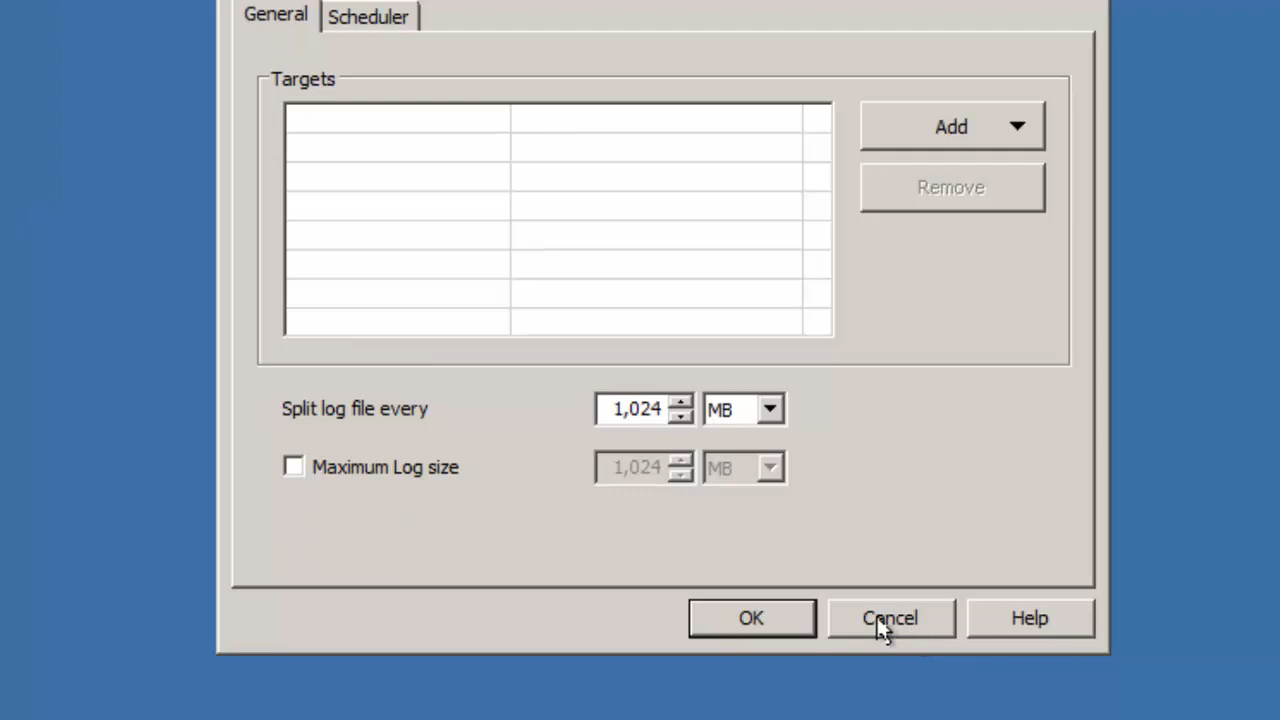 General
Scheduler
Targets
Add
Remove
Split log file every
1,024
MB
Maximum Log size
1,024
MB
OK
Cancel
Help